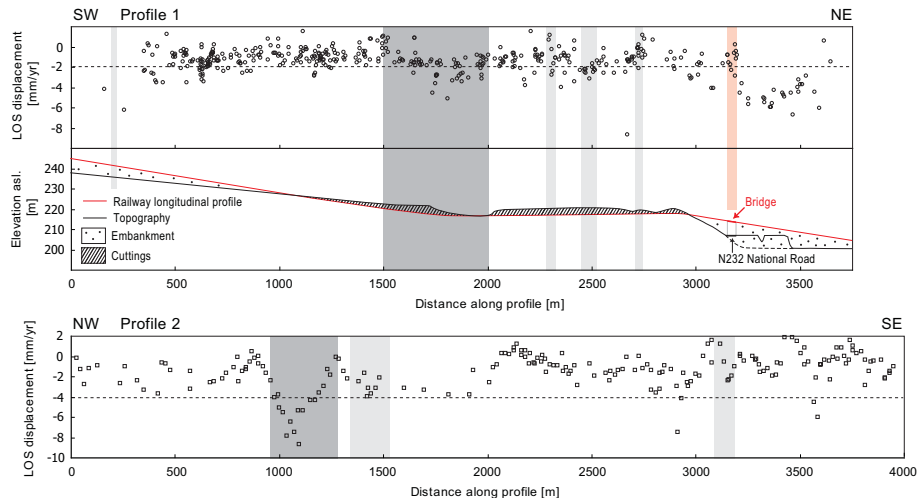 SW Profile 1 NE
LOS displacement
[mm/yr]
0
-2
-4
-6
-8
Elevation asl.
[m]
240
230
220
210
200
Railway longitudinal profile
Topography
Embankment
Cuttings
Bridge
N232 National Road
0 500 1000 1500 2000 2500 3000 3500
Distance along profile [m]
NW Profile 2 SE
LOS displacement [mm/yr]
2
0
-2
-4
-6
-8
-10
0 500 1000 1500 2000 2500 3000 3500 4000
Distance along profile [m]